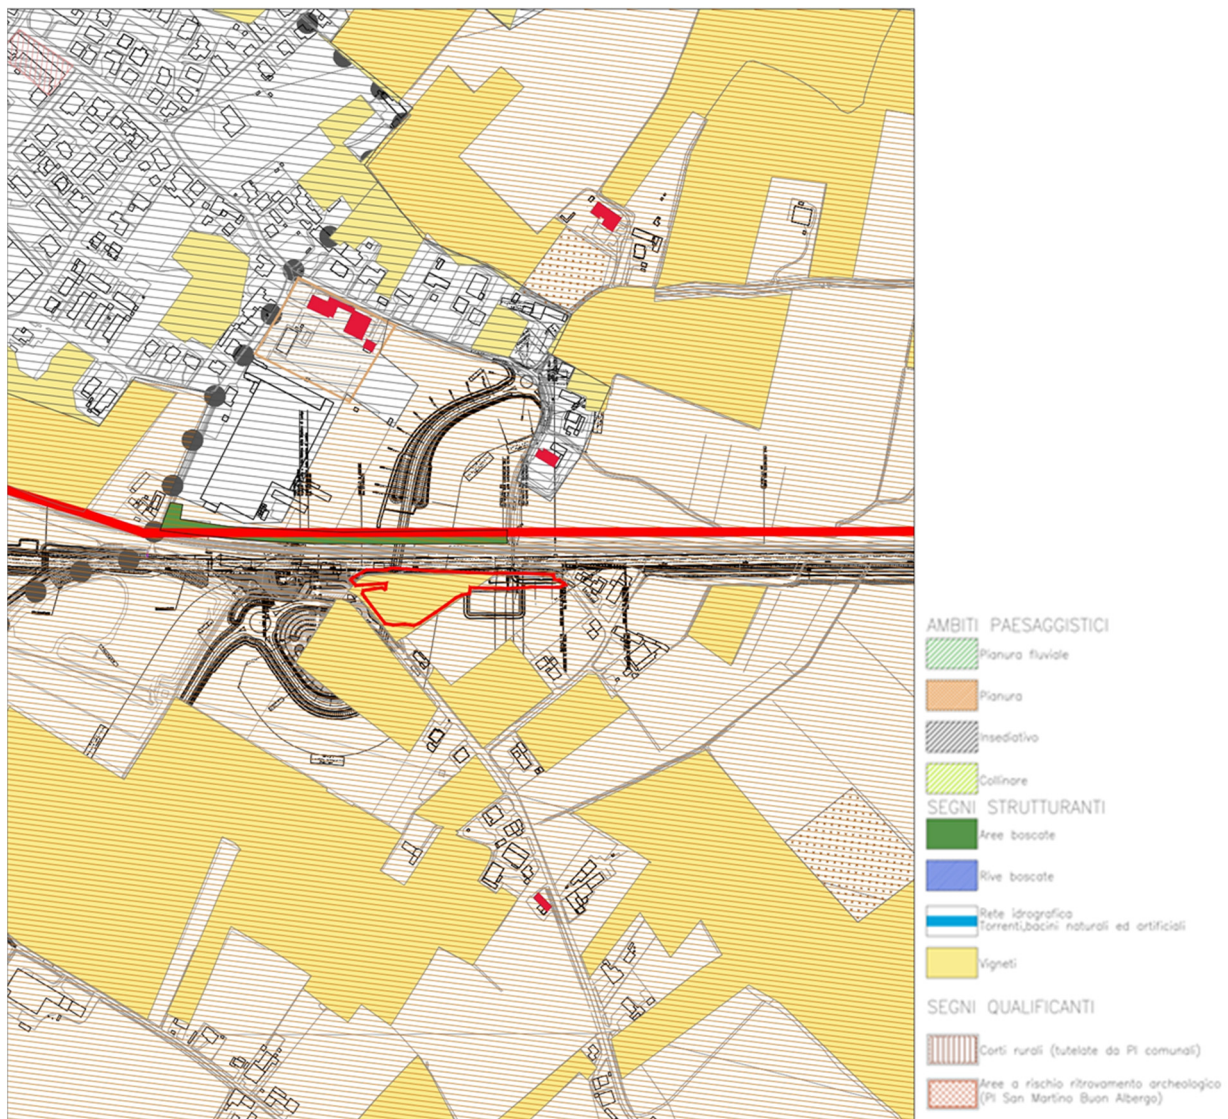 AMBITI PAESAGGISTICI
Pianura fluviale
Pianura
Insediativo
Collinare
SEGNI STRUTTURANTI
Aree boscate
Rive boscate
Rete idrografica
Torrenti,bacini naturali ed artificiali
Vigneti
SEGNI QUALIFICANTI
Corti rurali (tutelate da PI comunali)
Aree a rischio ritrovamento archeologico
(PI San Martino Buon Albergo)